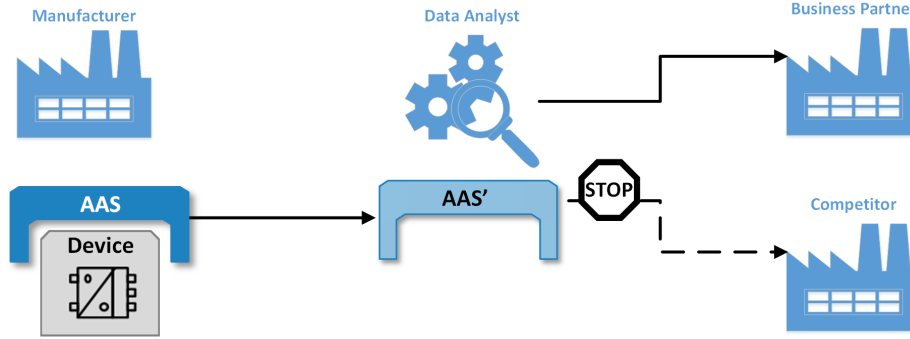 Manufacturer
Data Analyst
Business Partne
AAS
AAS’
STOP
Competitor
Device